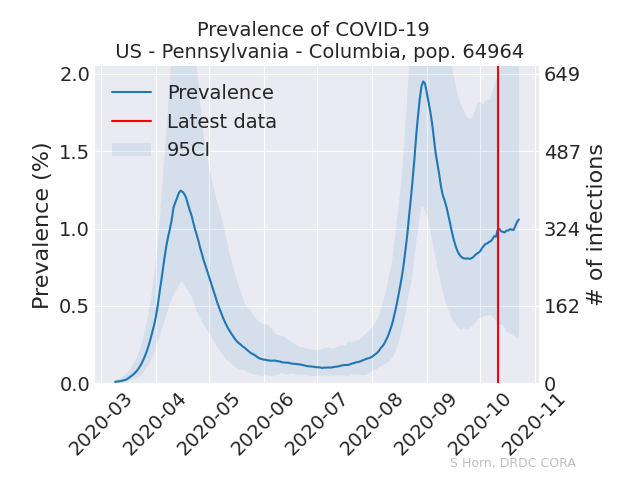 Prevalence of COVID-19
US - Pennsylvania - Columbia, pop. 64964
Prevalence
Latest data
95CI
Prevalence (%)
2.0
1.5
1.0
0.5
0.0
649
487
324
162
0
# of infections
2020-03
2020-04
2020-05
2020-06
2020-07
2020-08
2020-09
2020-10
2020-11
S Horn, DRDC CORA